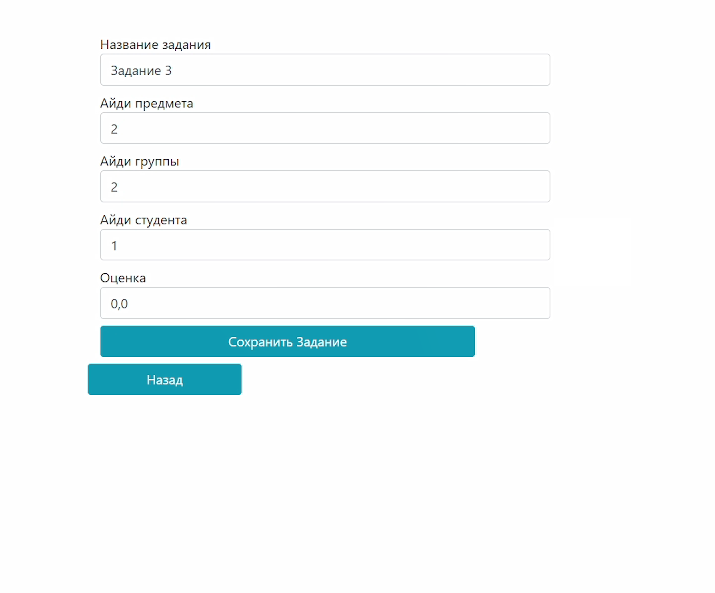 Название задания
Задание 3
Айди предмета
2
Айди группы
2
Айди студента
1
Оценка
0,0
Сохранить Задание
Назад